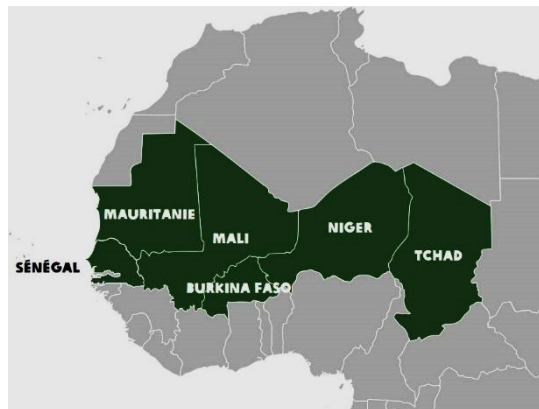 MAURITANIE
MALI
NIGER
TCHAD
SÉNÉGAL
BURKINA FASO